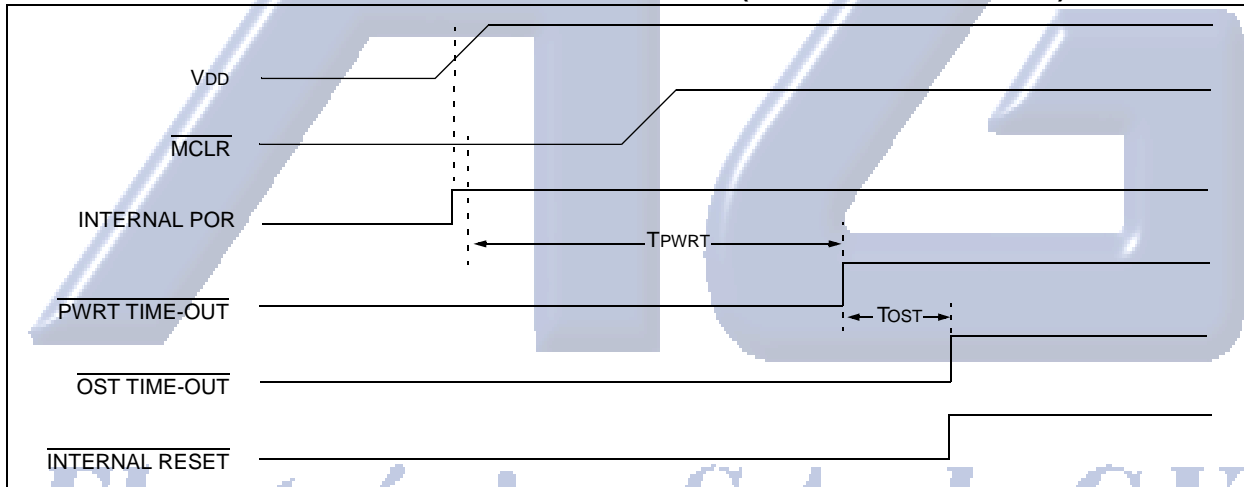 VDD
MCLR
INTERNAL POR
TPWRT
PWRT TIME-OUT
TOST
OST TIME-OUT
INTERNAL RESET